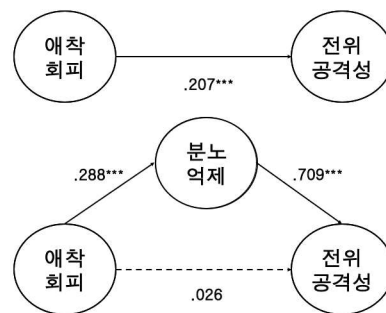 애착
회피
전위
공격성
.207***
분노
억제
.288***
.709***
애착
회피
전위
공격성
.026